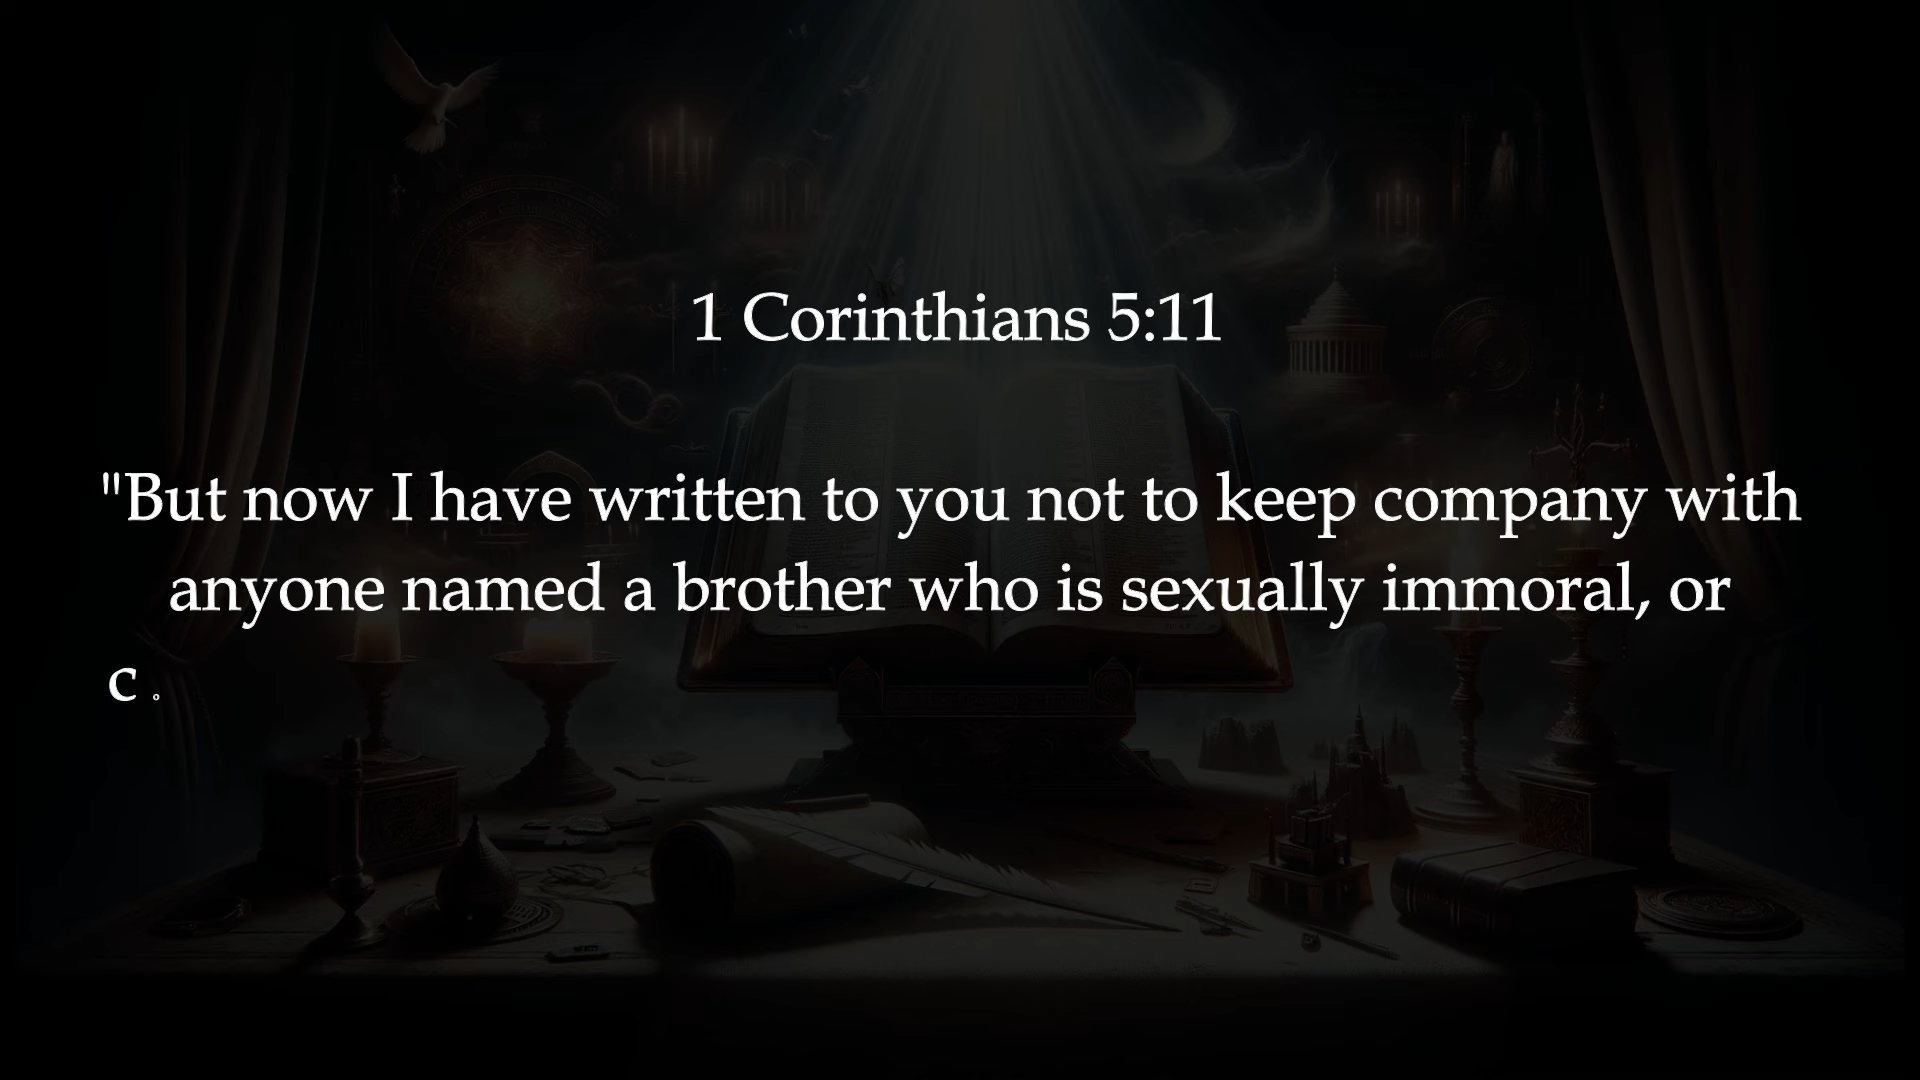 1 Corinthians 5:11
"But now I have written to you not to keep company with
anyone named a brother who is sexually immoral, or
c